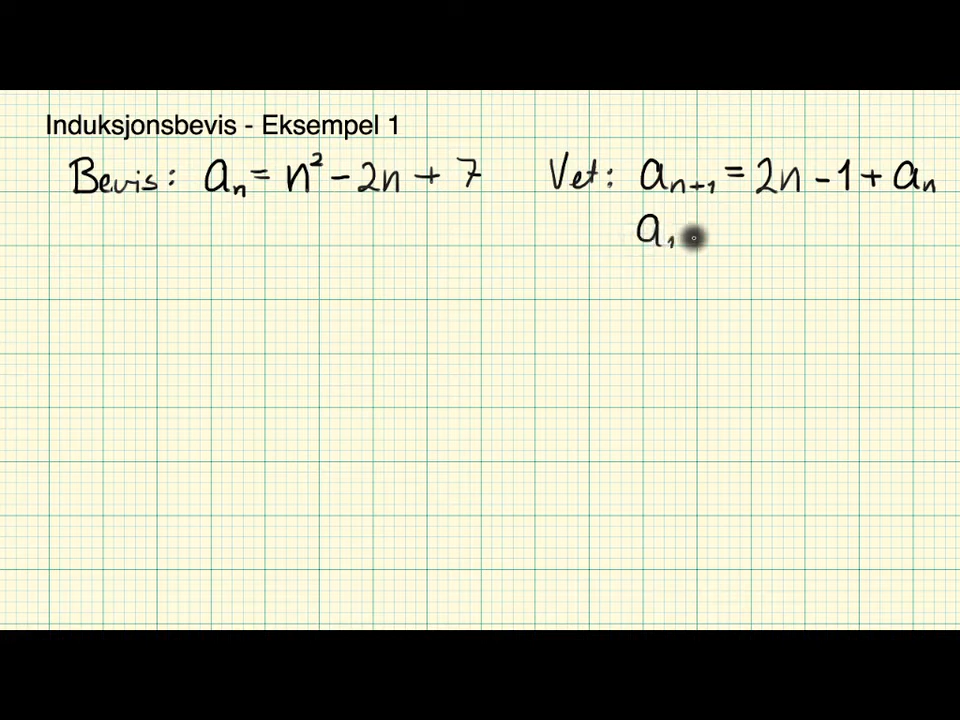 Induksjonsbevis - Eksempel 1
Bevis: aₙ = n² - 2n + 7 Vet: aₙ₊₁ = 2n - 1 + aₙ
a₁